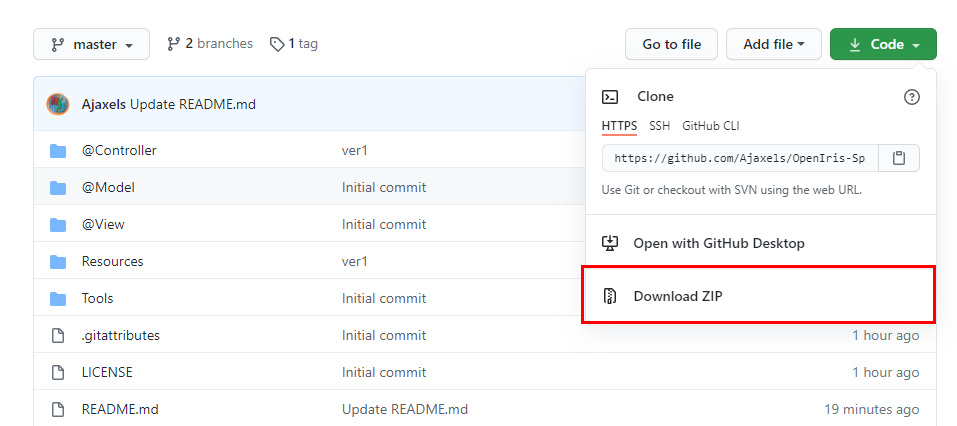 master 2 branches 1 tag Go to file Add file Code
Ajaxels Update README.md
Clone
HTTPS SSH GitHub CLI
https://github.com/Ajaxels/OpenIris-Sp
Use Git or checkout with SVN using the web URL.
Open with GitHub Desktop
Download ZIP
@Controller ver1
@Model Initial commit
@View Initial commit
Resources ver1
Tools Initial commit
.gitattributes Initial commit 1 hour ago
LICENSE Initial commit 1 hour ago
README.md Update README.md 19 minutes ago